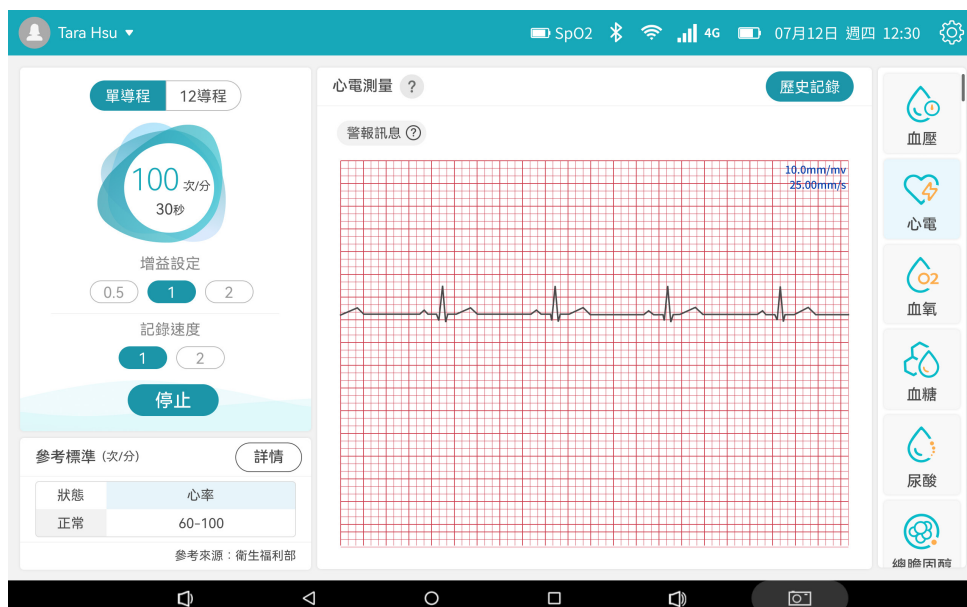 Tara Hsu
SpO2 4G 07月12日 週四 12:30
單導程 12導程
100 次/分
30秒
增益設定
0.5 1 2
記錄速度
1 2
停止
參考標準 (次/分) 詳情
狀態 心率
正常 60-100
參考來源：衛生福利部
心電測量 ? 歷史記錄
警報訊息 ?
10.0mm/mv
25.00mm/s
血壓
心電
O2
血氧
血糖
尿酸
總膽固醇